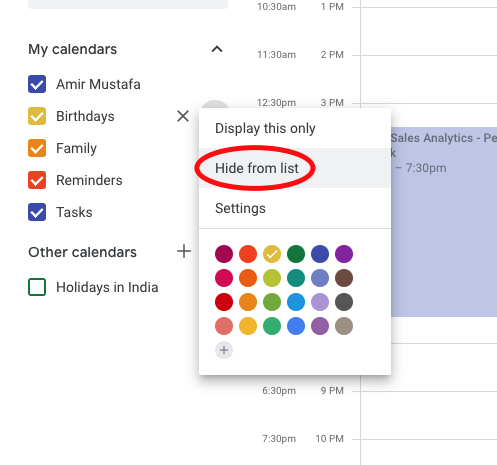 10:30am 1 PM
My calendars
11:30am 2 PM
Amir Mustafa
12:30pm 3 PM
Birthdays
Display this only
Sales Analytics - Pe
k
Family
Hide from list
– 7:30pm
Reminders
Tasks
Settings
Other calendars
Holidays in India
6:30pm 9 PM
7:30pm 10 PM